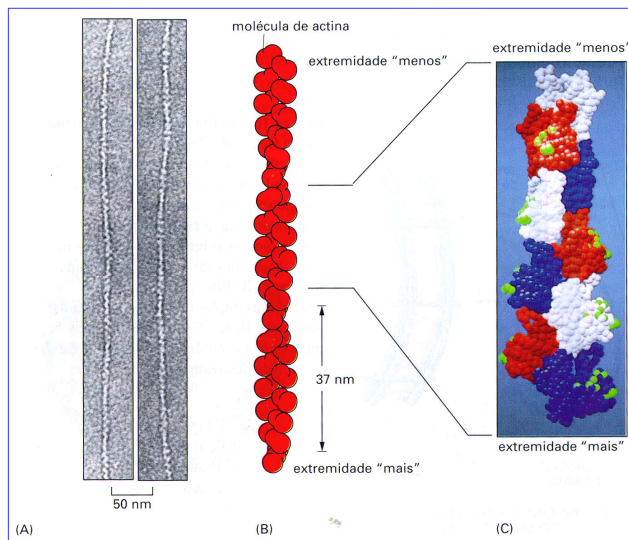 molécula de actina
extremidade “menos”
extremidade “menos”
37 nm
extremidade “mais”
extremidade “mais”
50 nm
(A)
(B)
(C)